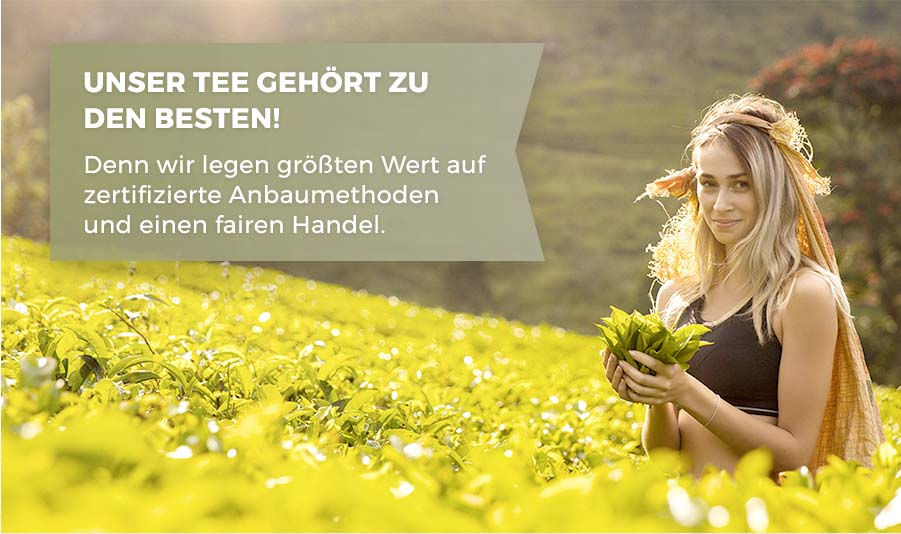 UNSER TEE GEHÖRT ZU
DEN BESTEN!
Denn wir legen größten Wert auf
zertifizierte Anbaumethoden
und einen fairen Handel.